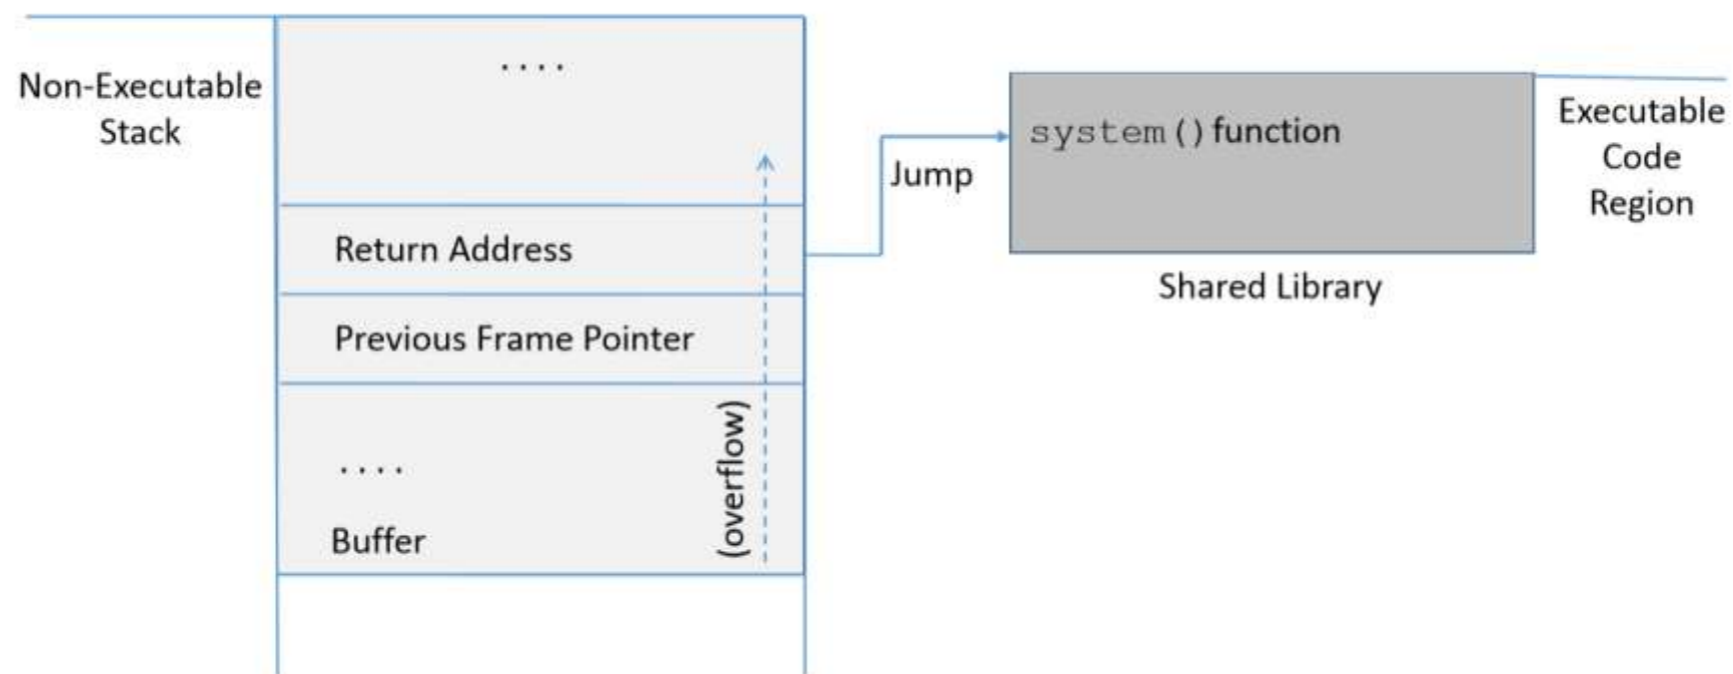 Non-Executable
Stack
....
Return Address
Previous Frame Pointer
....
Buffer
(overflow)
Jump
system() function
Shared Library
Executable
Code
Region